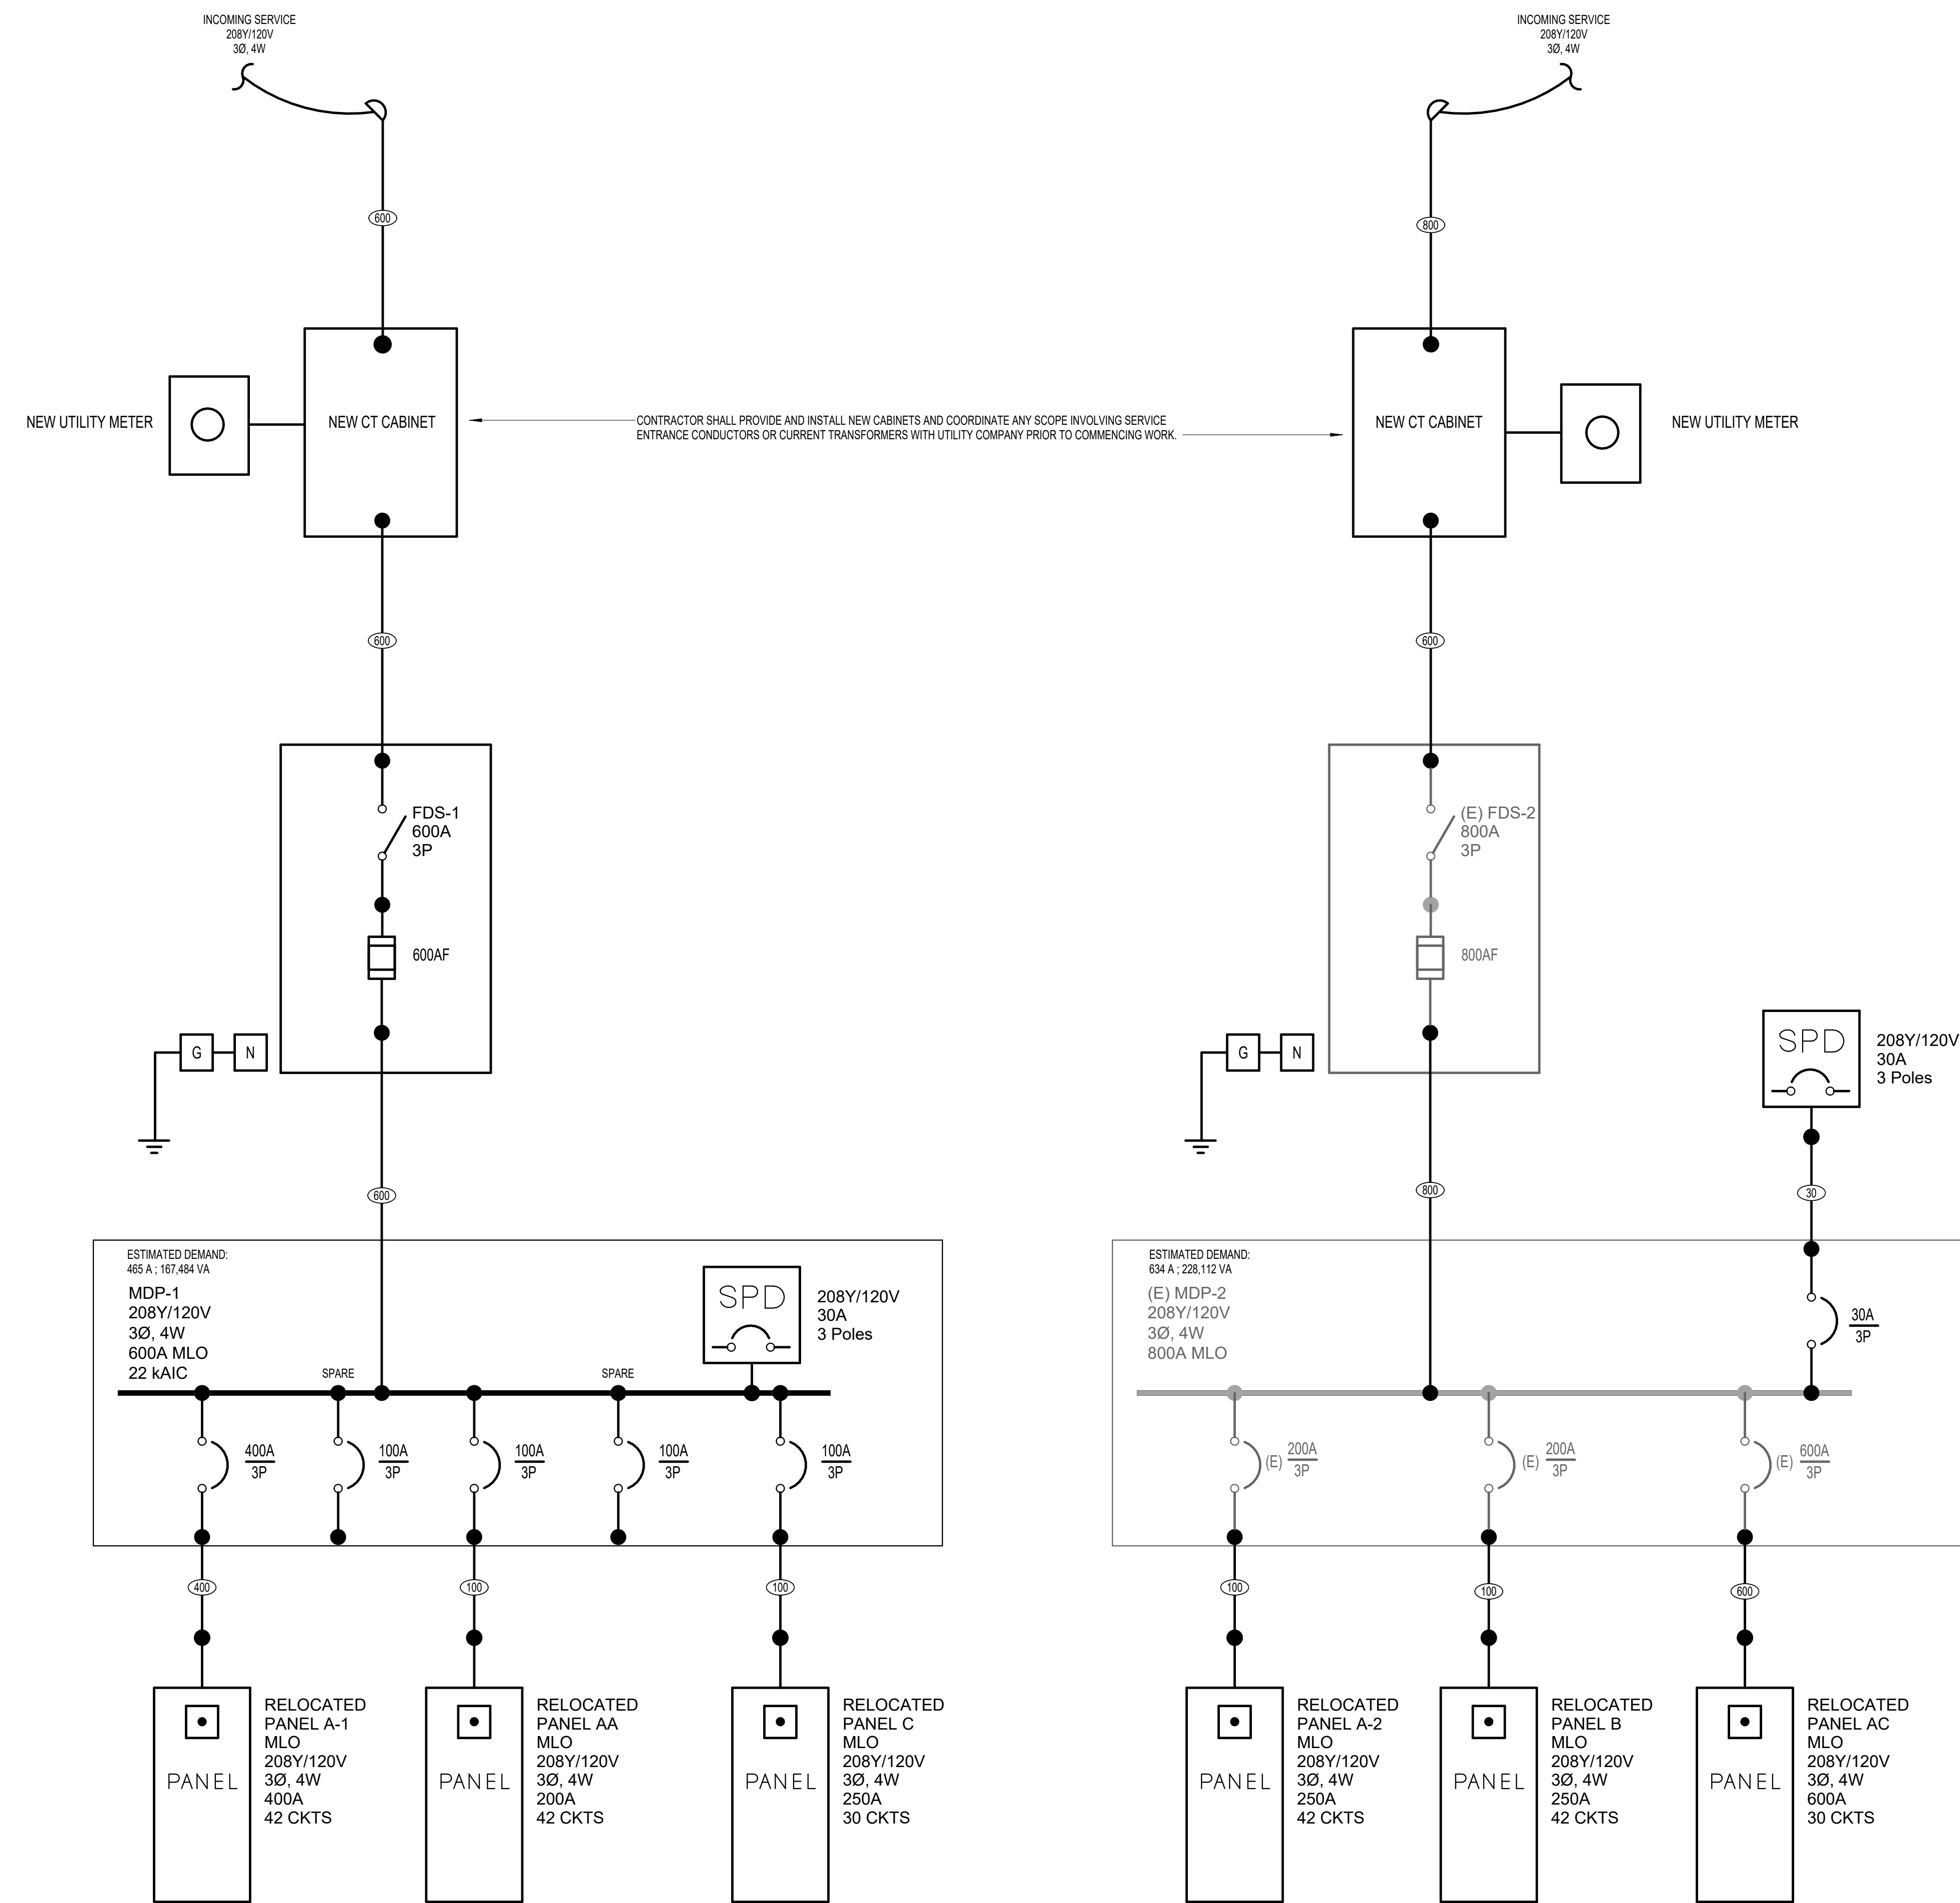 INCOMING SERVICE
208Y/120V
3Ø, 4W
INCOMING SERVICE
208Y/120V
3Ø, 4W
600
800
NEW UTILITY METER
NEW CT CABINET
CONTRACTOR SHALL PROVIDE AND INSTALL NEW CABINETS AND COORDINATE ANY SCOPE INVOLVING SERVICE
ENTRANCE CONDUCTORS OR CURRENT TRANSFORMERS WITH UTILITY COMPANY PRIOR TO COMMENCING WORK.
NEW CT CABINET
NEW UTILITY METER
600
600
FDS-1
600A
3P
600AF
(E) FDS-2
800A
3P
800AF
G
N
G
N
SPD
208Y/120V
30A
3 Poles
600
800
30
ESTIMATED DEMAND:
465 A ; 167,484 VA
MDP-1
208Y/120V
3Ø, 4W
600A MLO
22 kAIC
SPARE
SPARE
SPD
208Y/120V
30A
3 Poles
400A
3P
100A
3P
100A
3P
100A
3P
100A
3P
ESTIMATED DEMAND:
634 A ; 228,112 VA
(E) MDP-2
208Y/120V
3Ø, 4W
800A MLO
30A
3P
(E) 200A
3P
(E) 200A
3P
(E) 600A
3P
400
100
100
100
100
600
PANEL
RELOCATED
PANEL A-1
MLO
208Y/120V
3Ø, 4W
400A
42 CKTS
PANEL
RELOCATED
PANEL AA
MLO
208Y/120V
3Ø, 4W
200A
42 CKTS
PANEL
RELOCATED
PANEL C
MLO
208Y/120V
3Ø, 4W
250A
30 CKTS
PANEL
RELOCATED
PANEL A-2
MLO
208Y/120V
3Ø, 4W
250A
42 CKTS
PANEL
RELOCATED
PANEL B
MLO
208Y/120V
3Ø, 4W
250A
42 CKTS
PANEL
RELOCATED
PANEL AC
MLO
208Y/120V
3Ø, 4W
600A
30 CKTS